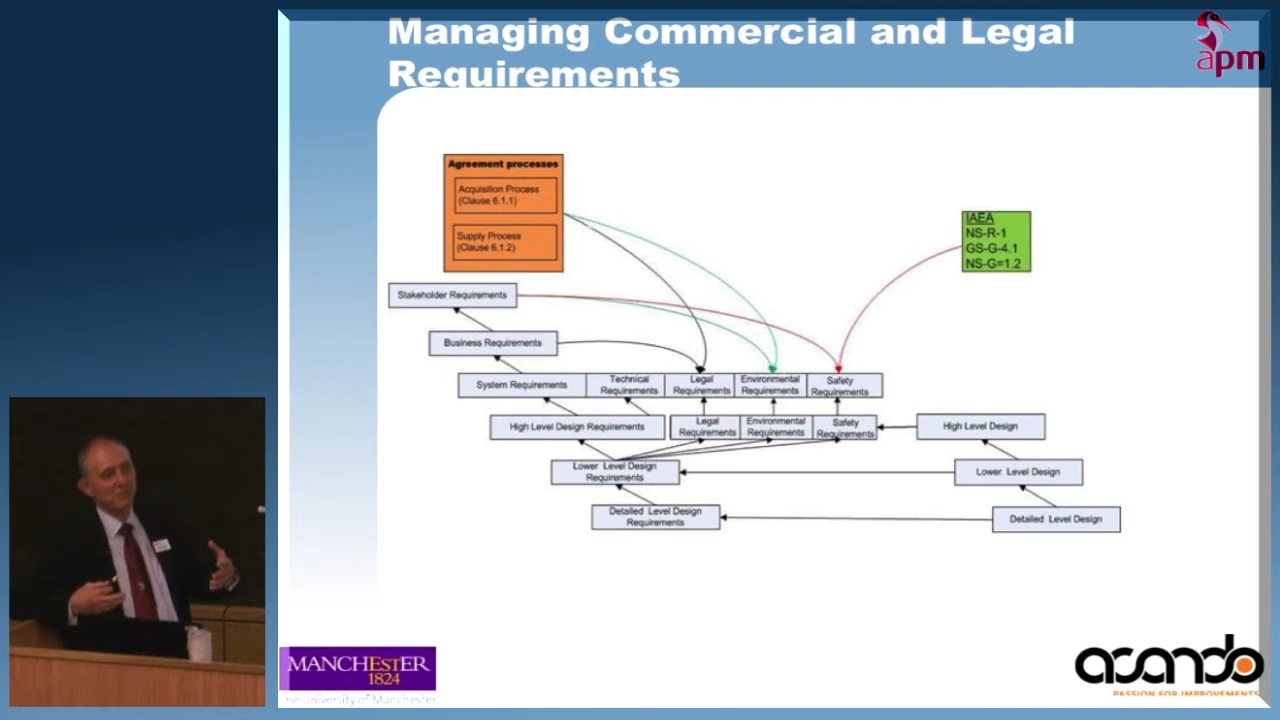 Managing Commercial and Legal
Requirements
apm
Agreement processes
Acquisition Process
(Clause 6.1.1)
Supply Process
(Clause 6.1.2)
IAEA
NS-R-1
GS-G-4.1
NS-G=1.2
Stakeholder Requirements
Business Requirements
System Requirements
Technical
Requirements
Legal
Requirements
Environmental
Requirements
Safety
Requirements
High Level Design Requirements
Legal
Requirements
Environmental
Requirements
Safety
Requirements
High Level Design
Lower Level Design
Requirements
Lower Level Design
Detailed Level Design
Requirements
Detailed Level Design
MANCHESTER
1824
he University of Manchester
acando
PASSION FOR IMPROVEMENTS